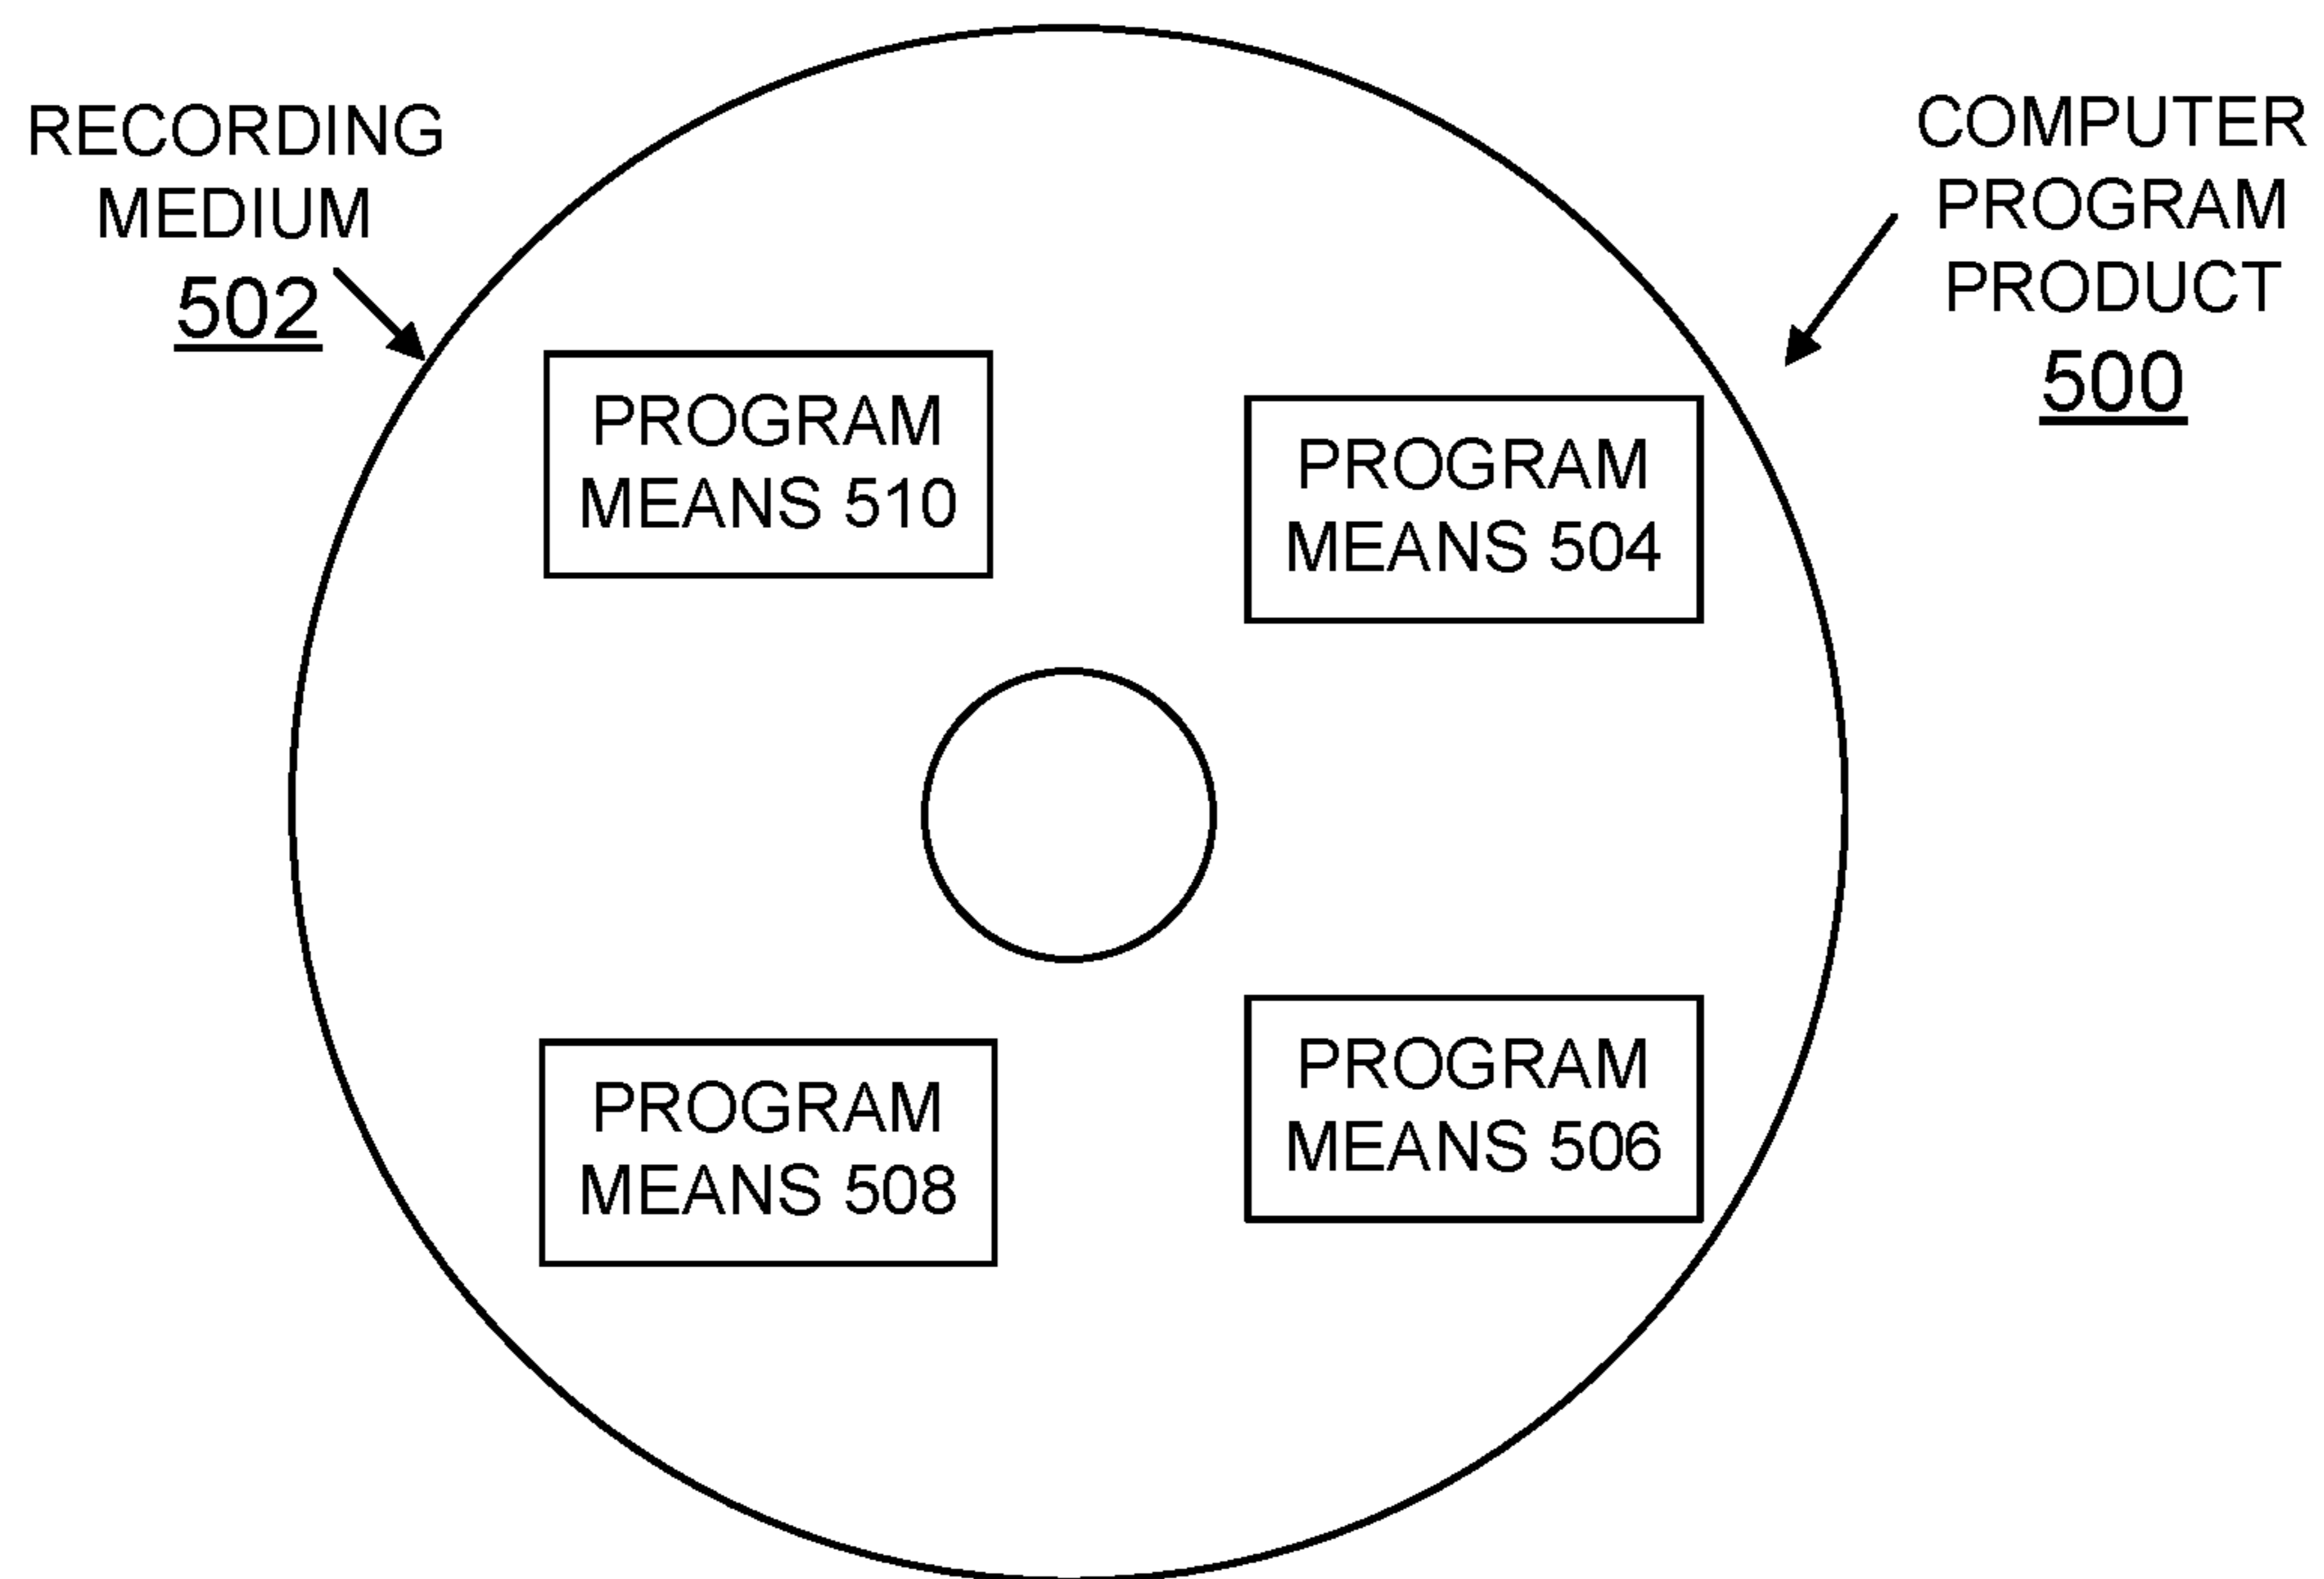 RECORDING
MEDIUM
502
COMPUTER
PROGRAM
PRODUCT
500
PROGRAM
MEANS 510
PROGRAM
MEANS 504
PROGRAM
MEANS 508
PROGRAM
MEANS 506